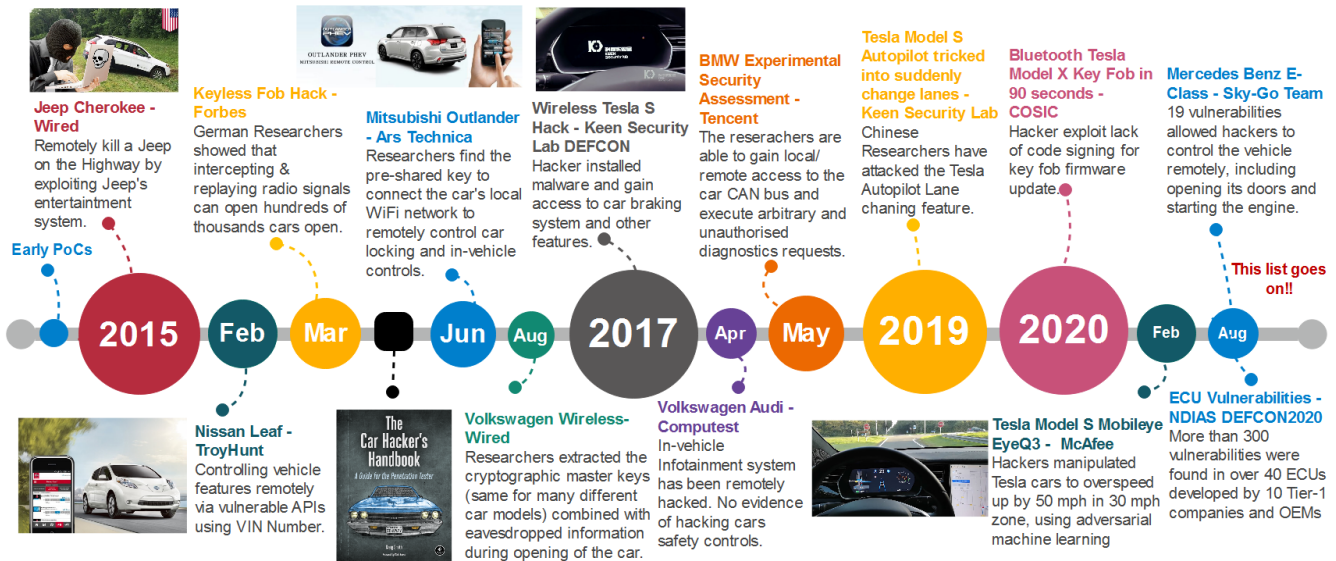 OUTLANDER PHEV
MITSUBISHI REMOTE CONTROL
Jeep Cherokee -
Wired
Remotely kill a Jeep
on the Highway by
exploiting Jeep's
entertaintment
system.
Early PoCs
Keyless Fob Hack -
Forbes
German Researchers
showed that
intercepting &
replaying radio signals
can open hundreds of
thousands cars open.
Mitsubishi Outlander
- Ars Technica
Researchers find the
pre-shared key to
connect the car's local
WiFi network to
remotely control car
locking and in-vehicle
controls.
Wireless Tesla S
Hack - Keen Security
Lab DEFCON
Hacker installed
malware and gain
access to car braking
system and other
features.
BMW Experimental
Security
Assessment -
Tencent
The reserachers are
able to gain local/
remote access to the
car CAN bus and
execute arbitrary and
unauthorised
diagnostics requests.
Tesla Model S
Autopilot tricked
into suddenly
change lanes -
Keen Security Lab
Chinese
Researchers have
attacked the Tesla
Autopilot Lane
chaning feature.
Bluetooth Tesla
Model X Key Fob in
90 seconds -
COSIC
Hacker exploit lack
of code signing for
key fob firmware
update.
Mercedes Benz E-
Class - Sky-Go Team
19 vulnerabilities
allowed hackers to
control the vehicle
remotely, including
opening its doors and
starting the engine.
This list goes
on!!
2015
Feb
Mar
Jun
Aug
2017
Apr
May
2019
2020
Feb
Aug
Nissan Leaf -
TroyHunt
Controlling vehicle
features remotely
via vulnerable APIs
using VIN Number.
The
Car Hacker's
Handbook
A Guide for the Penetration Tester
Volkswagen Wireless-
Wired
Researchers extracted the
cryptographic master keys
(same for many different
car models) combined with
eavesdropped information
during opening of the car.
Volkswagen Audi -
Computest
In-vehicle
Infotainment system
has been remotely
hacked. No evidence
of hacking cars
safety controls.
Tesla Model S Mobileye
EyeQ3 - McAfee
Hackers manipulated
Tesla cars to overspeed
up by 50 mph in 30 mph
zone, using adversarial
machine learning
ECU Vulnerabilities -
NDIAS DEFCON2020
More than 300
vulnerabilities were
found in over 40 ECUs
developed by 10 Tier-1
companies and OEMs